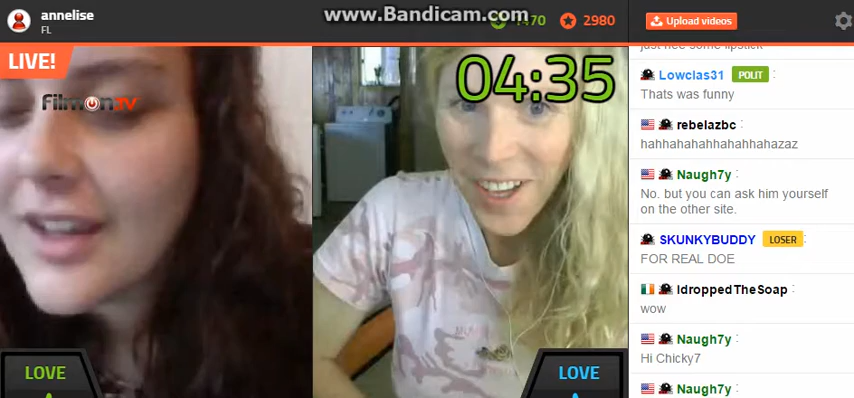 annelise
FL
www.Bandicam.com
2980
Upload videos
LIVE!
FilmOn.TV
04:35
LOVE
LOVE
Lowclas31 POLIT :
Thats was funny
rebelazbc :
hahhahahahhahahhahahazaz
Naugh7y :
No. but you can ask him yourself
on the other site.
SKUNKYBUDDY LOSER :
FOR REAL DOE
IdroppedTheSoap :
wow
Naugh7y :
Hi Chicky7
Naugh7y :